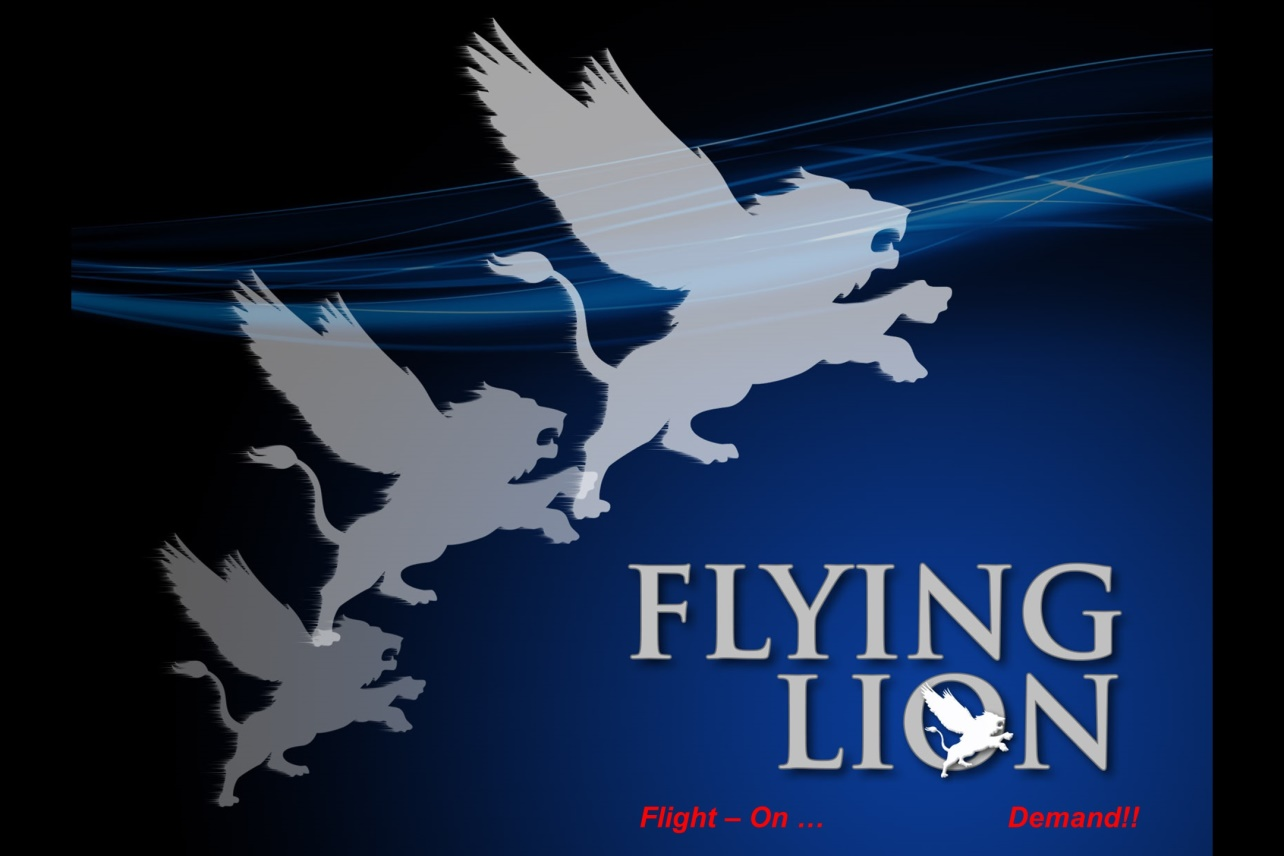 FLYING
LION
Flight – On … Demand!!